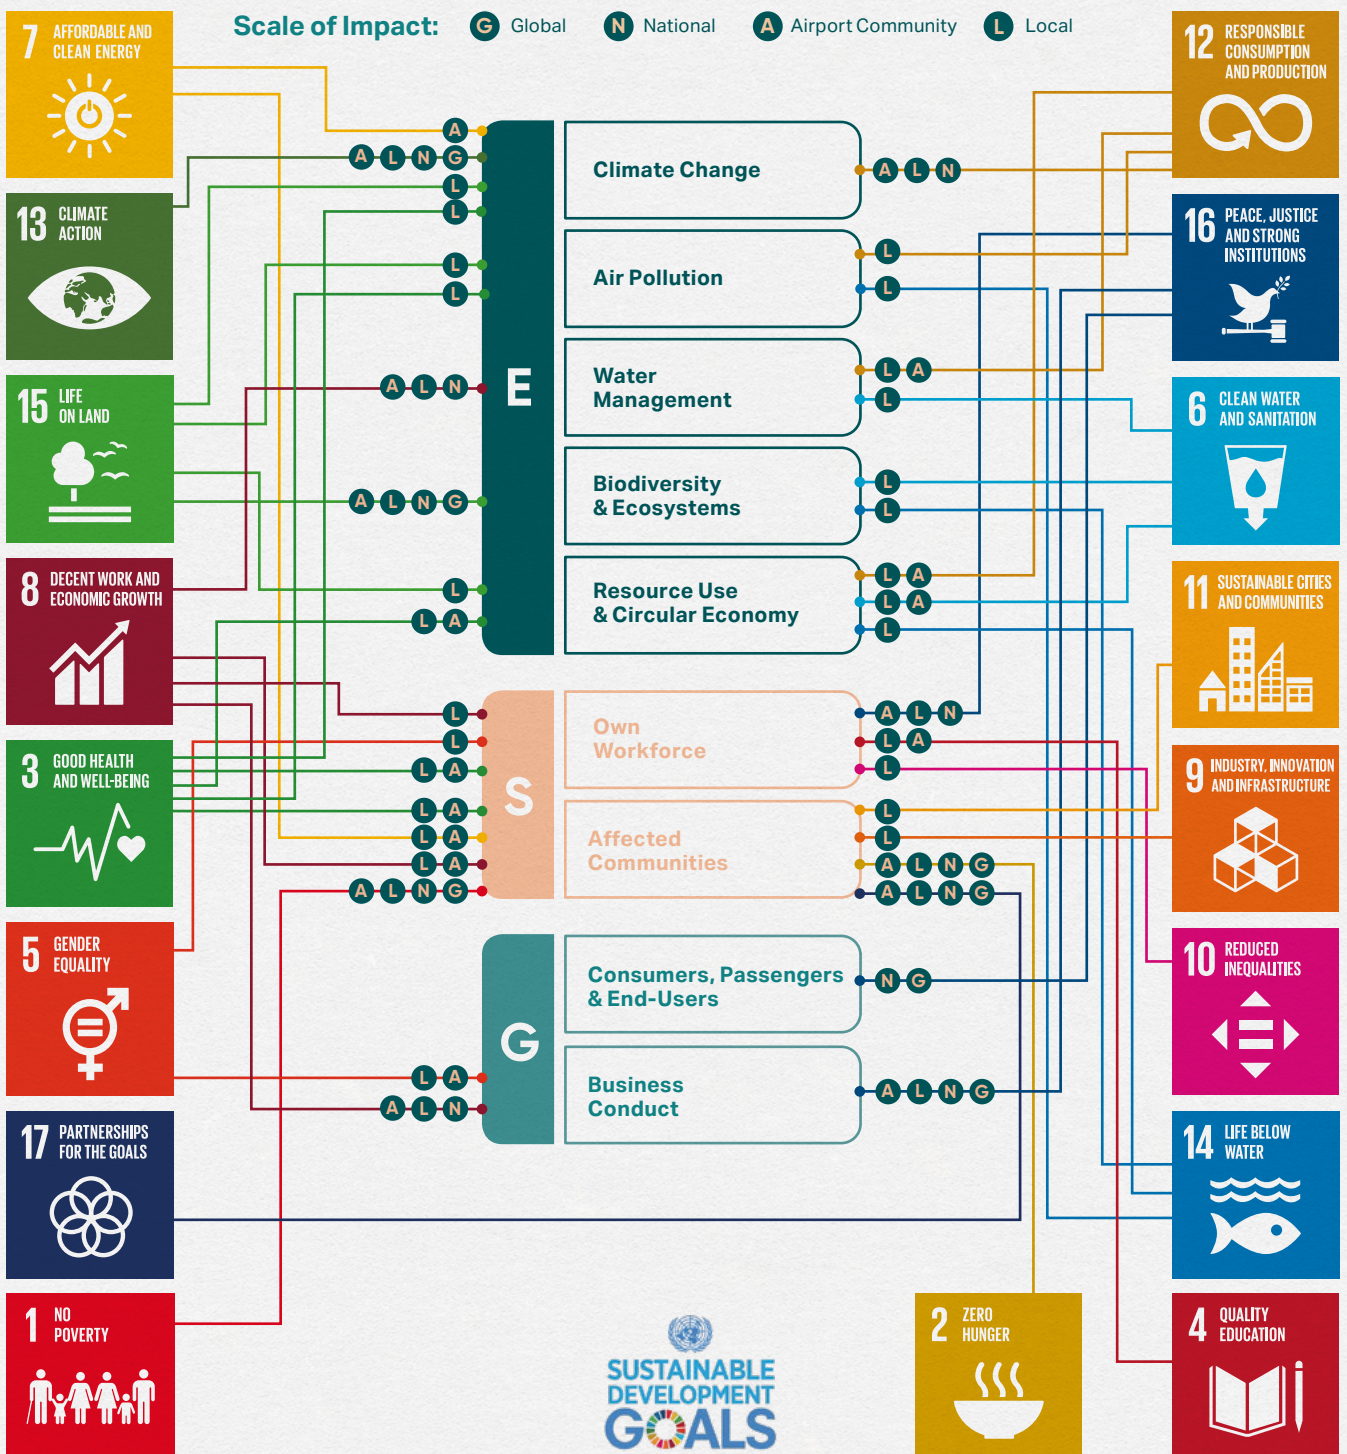 Scale of Impact: G Global N National A Airport Community L Local
7 AFFORDABLE AND
CLEAN ENERGY
13 CLIMATE
ACTION
15 LIFE
ON LAND
8 DECENT WORK AND
ECONOMIC GROWTH
3 GOOD HEALTH
AND WELL-BEING
5 GENDER
EQUALITY
17 PARTNERSHIPS
FOR THE GOALS
1 NO
POVERTY
A
A L N G
L
L
L
L
A L N
A L N G
L
L A
L
L
L A
L A
L A
L A
A L N G
L A
A L N
E
Climate Change
Air Pollution
Water
Management
Biodiversity
& Ecosystems
Resource Use
& Circular Economy
S
Own
Workforce
Affected
Communities
G
Consumers, Passengers
& End-Users
Business
Conduct
A L N
L
L
L A
L
L
L
L A
L A
L
A L N
L A
L
L
L
A L N G
A L N G
N G
A L N G
12 RESPONSIBLE
CONSUMPTION
AND PRODUCTION
16 PEACE, JUSTICE
AND STRONG
INSTITUTIONS
6 CLEAN WATER
AND SANITATION
11 SUSTAINABLE CITIES
AND COMMUNITIES
9 INDUSTRY, INNOVATION
AND INFRASTRUCTURE
10 REDUCED
INEQUALITIES
14 LIFE BELOW
WATER
4 QUALITY
EDUCATION
2 ZERO
HUNGER
SUSTAINABLE
DEVELOPMENT
GOALS